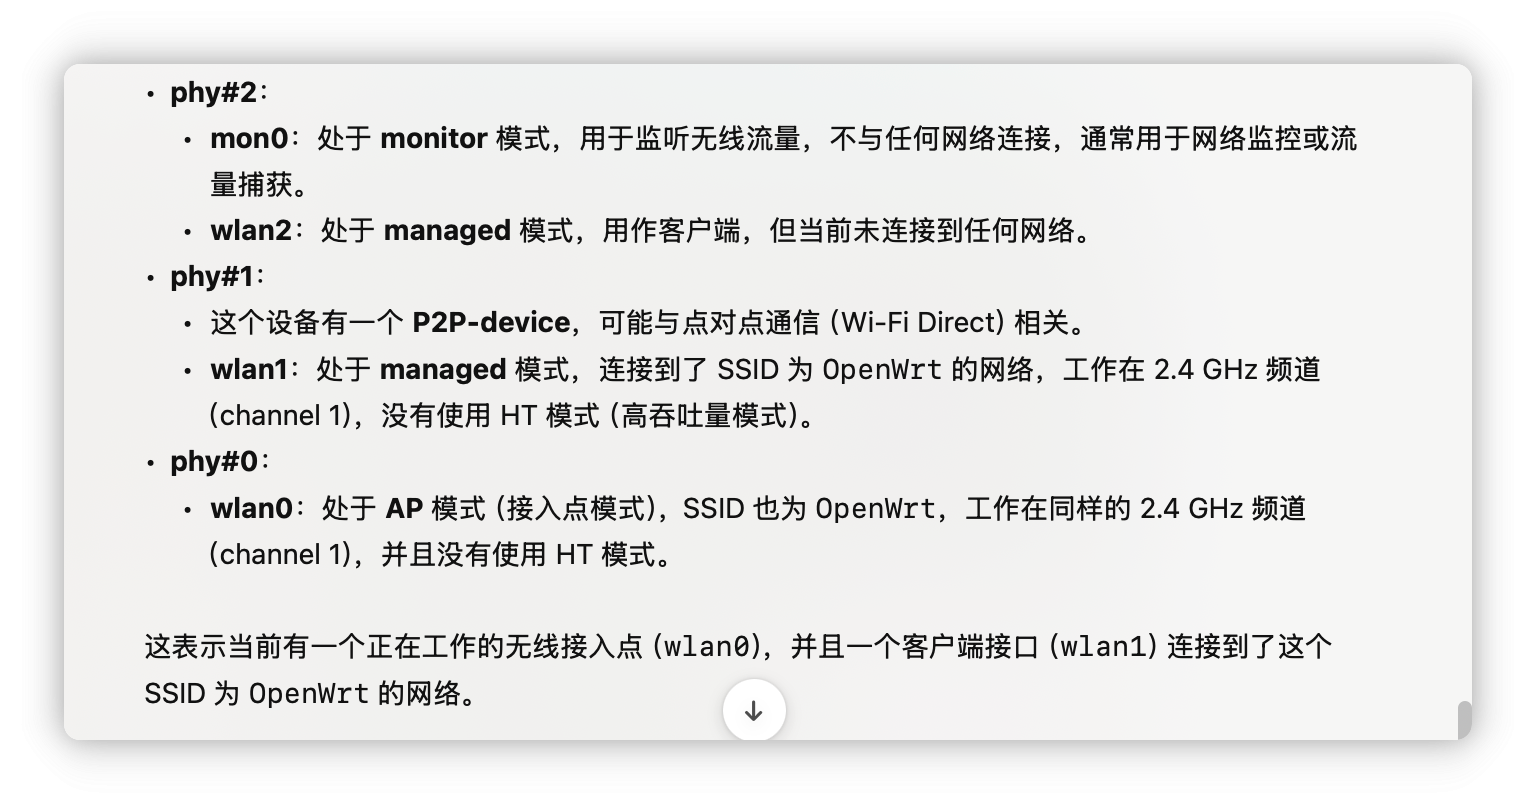 • phy#2：
• mon0：处于 monitor 模式，用于监听无线流量，不与任何网络连接，通常用于网络监控或流
量捕获。
• wlan2：处于 managed 模式，用作客户端，但当前未连接到任何网络。
• phy#1：
• 这个设备有一个 P2P-device，可能与点对点通信 (Wi-Fi Direct) 相关。
• wlan1：处于 managed 模式，连接到了 SSID 为 OpenWrt 的网络，工作在 2.4 GHz 频道
(channel 1)，没有使用 HT 模式 (高吞吐量模式)。
• phy#0：
• wlan0：处于 AP 模式 (接入点模式)，SSID 也为 OpenWrt，工作在同样的 2.4 GHz 频道
(channel 1)，并且没有使用 HT 模式。
这表示当前有一个正在工作的无线接入点 (wlan0)，并且一个客户端接口 (wlan1) 连接到了这个
SSID 为 OpenWrt 的网络。